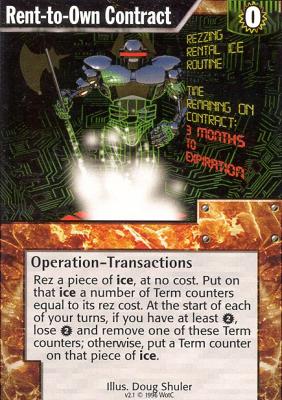 Rent-to-Own Contract
0
REZZING
RENTAL ICE
ROUTINE
TIME
REMAINING ON
CONTRACT:
3 MONTHS
TO
EXPIRATION
Operation-Transactions
Rez a piece of ice, at no cost. Put on
that ice a number of Term counters
equal to its rez cost. At the start of each
of your turns, if you have at least 2,
lose 2 and remove one of these Term
counters; otherwise, put a Term counter
on that piece of ice.
Illus. Doug Shuler
v2.1 © 1996 WotC